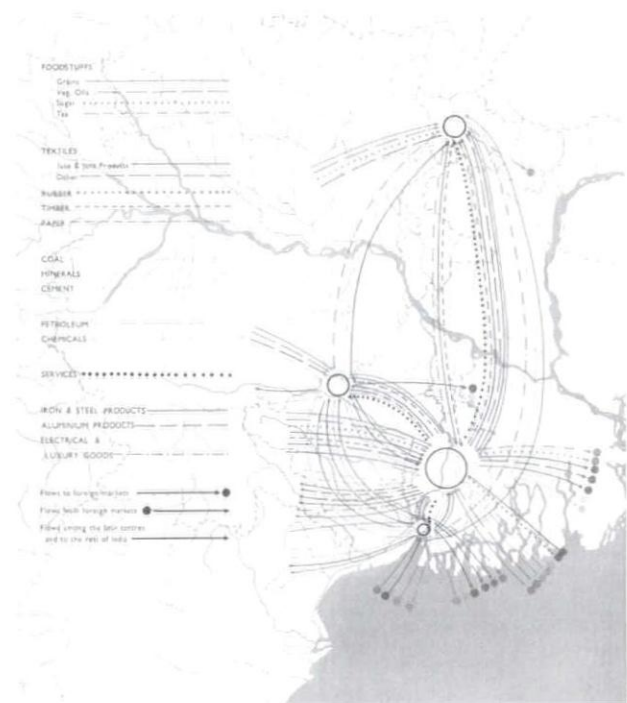 FOODSTUFFS
Grains
Veg. Oils
Sugar
Tea
TEXTILES
Jute & Jute Products
Other
RUBBER
TIMBER
PAPER
COAL
MINERALS
CEMENT
PETROLEUM
CHEMICALS
SERVICES
IRON & STEEL PRODUCTS
ALUMINIUM PRODUCTS
ELECTRICAL &
LUXURY GOODS
Flows to foreign markets
Flows from foreign markets
Flows among the four centres
and to the rest of India